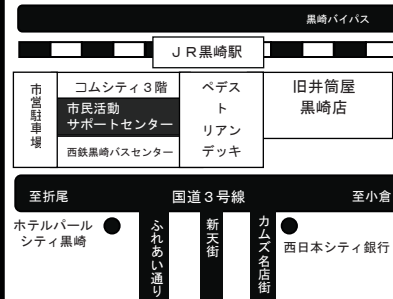 黒崎バイパス
ＪＲ黒崎駅
市営駐車場
コムシティ３階
市民活動
サポートセンター
西鉄黒崎バスセンター
ペデス
ト
リアン
デッキ
旧井筒屋
黒崎店
至折尾
国道３号線
至小倉
ホテルパール
シティ黒崎
ふれあい通り
新天街
カムズ名店街
西日本シティ銀行